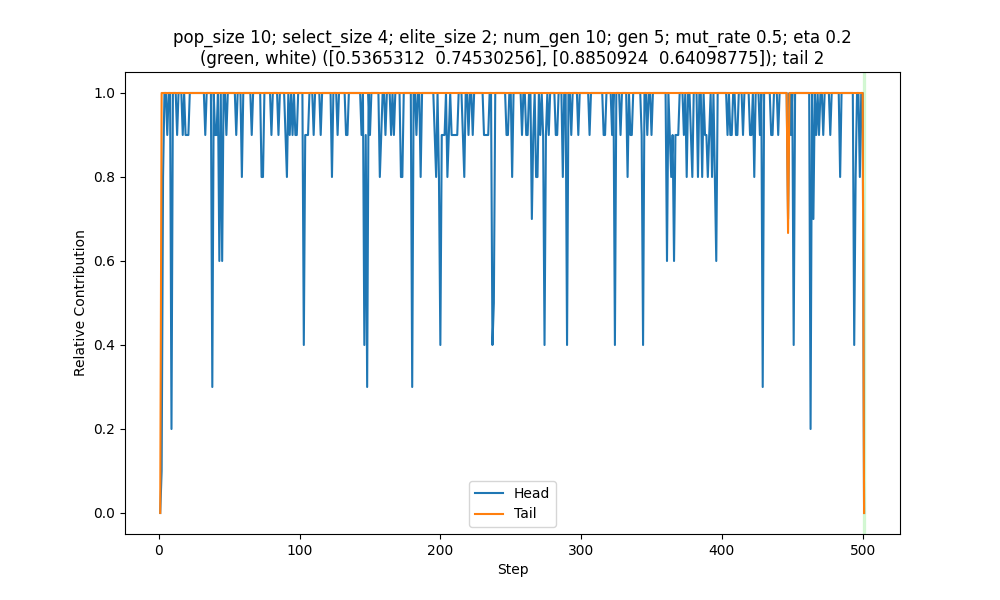 pop_size 10; select_size 4; elite_size 2; num_gen 10; gen 5; mut_rate 0.5; eta 0.2
(green, white) ([0.5365312  0.74530256], [0.8850924  0.64098775]); tail 2
1.0
0.8
0.6
0.4
0.2
0.0
Relative Contribution
Head
Tail
0
100
200
300
400
500
Step